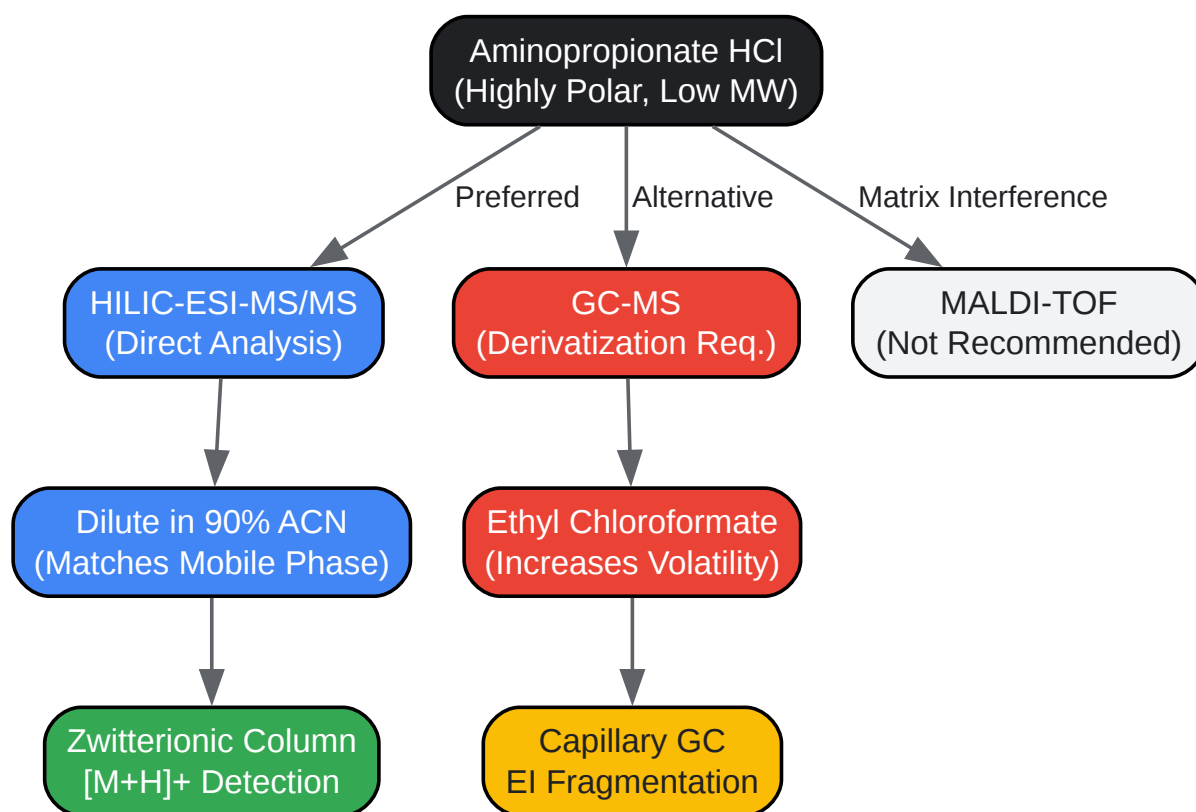 Aminopropionate HCl
(Highly Polar, Low MW)
Preferred
Alternative
Matrix Interference
HILIC-ESI-MS/MS
(Direct Analysis)
GC-MS
(Derivatization Req.)
MALDI-TOF
(Not Recommended)
Dilute in 90% ACN
(Matches Mobile Phase)
Ethyl Chloroformate
(Increases Volatility)
Zwitterionic Column
[M+H]+ Detection
Capillary GC
EI Fragmentation